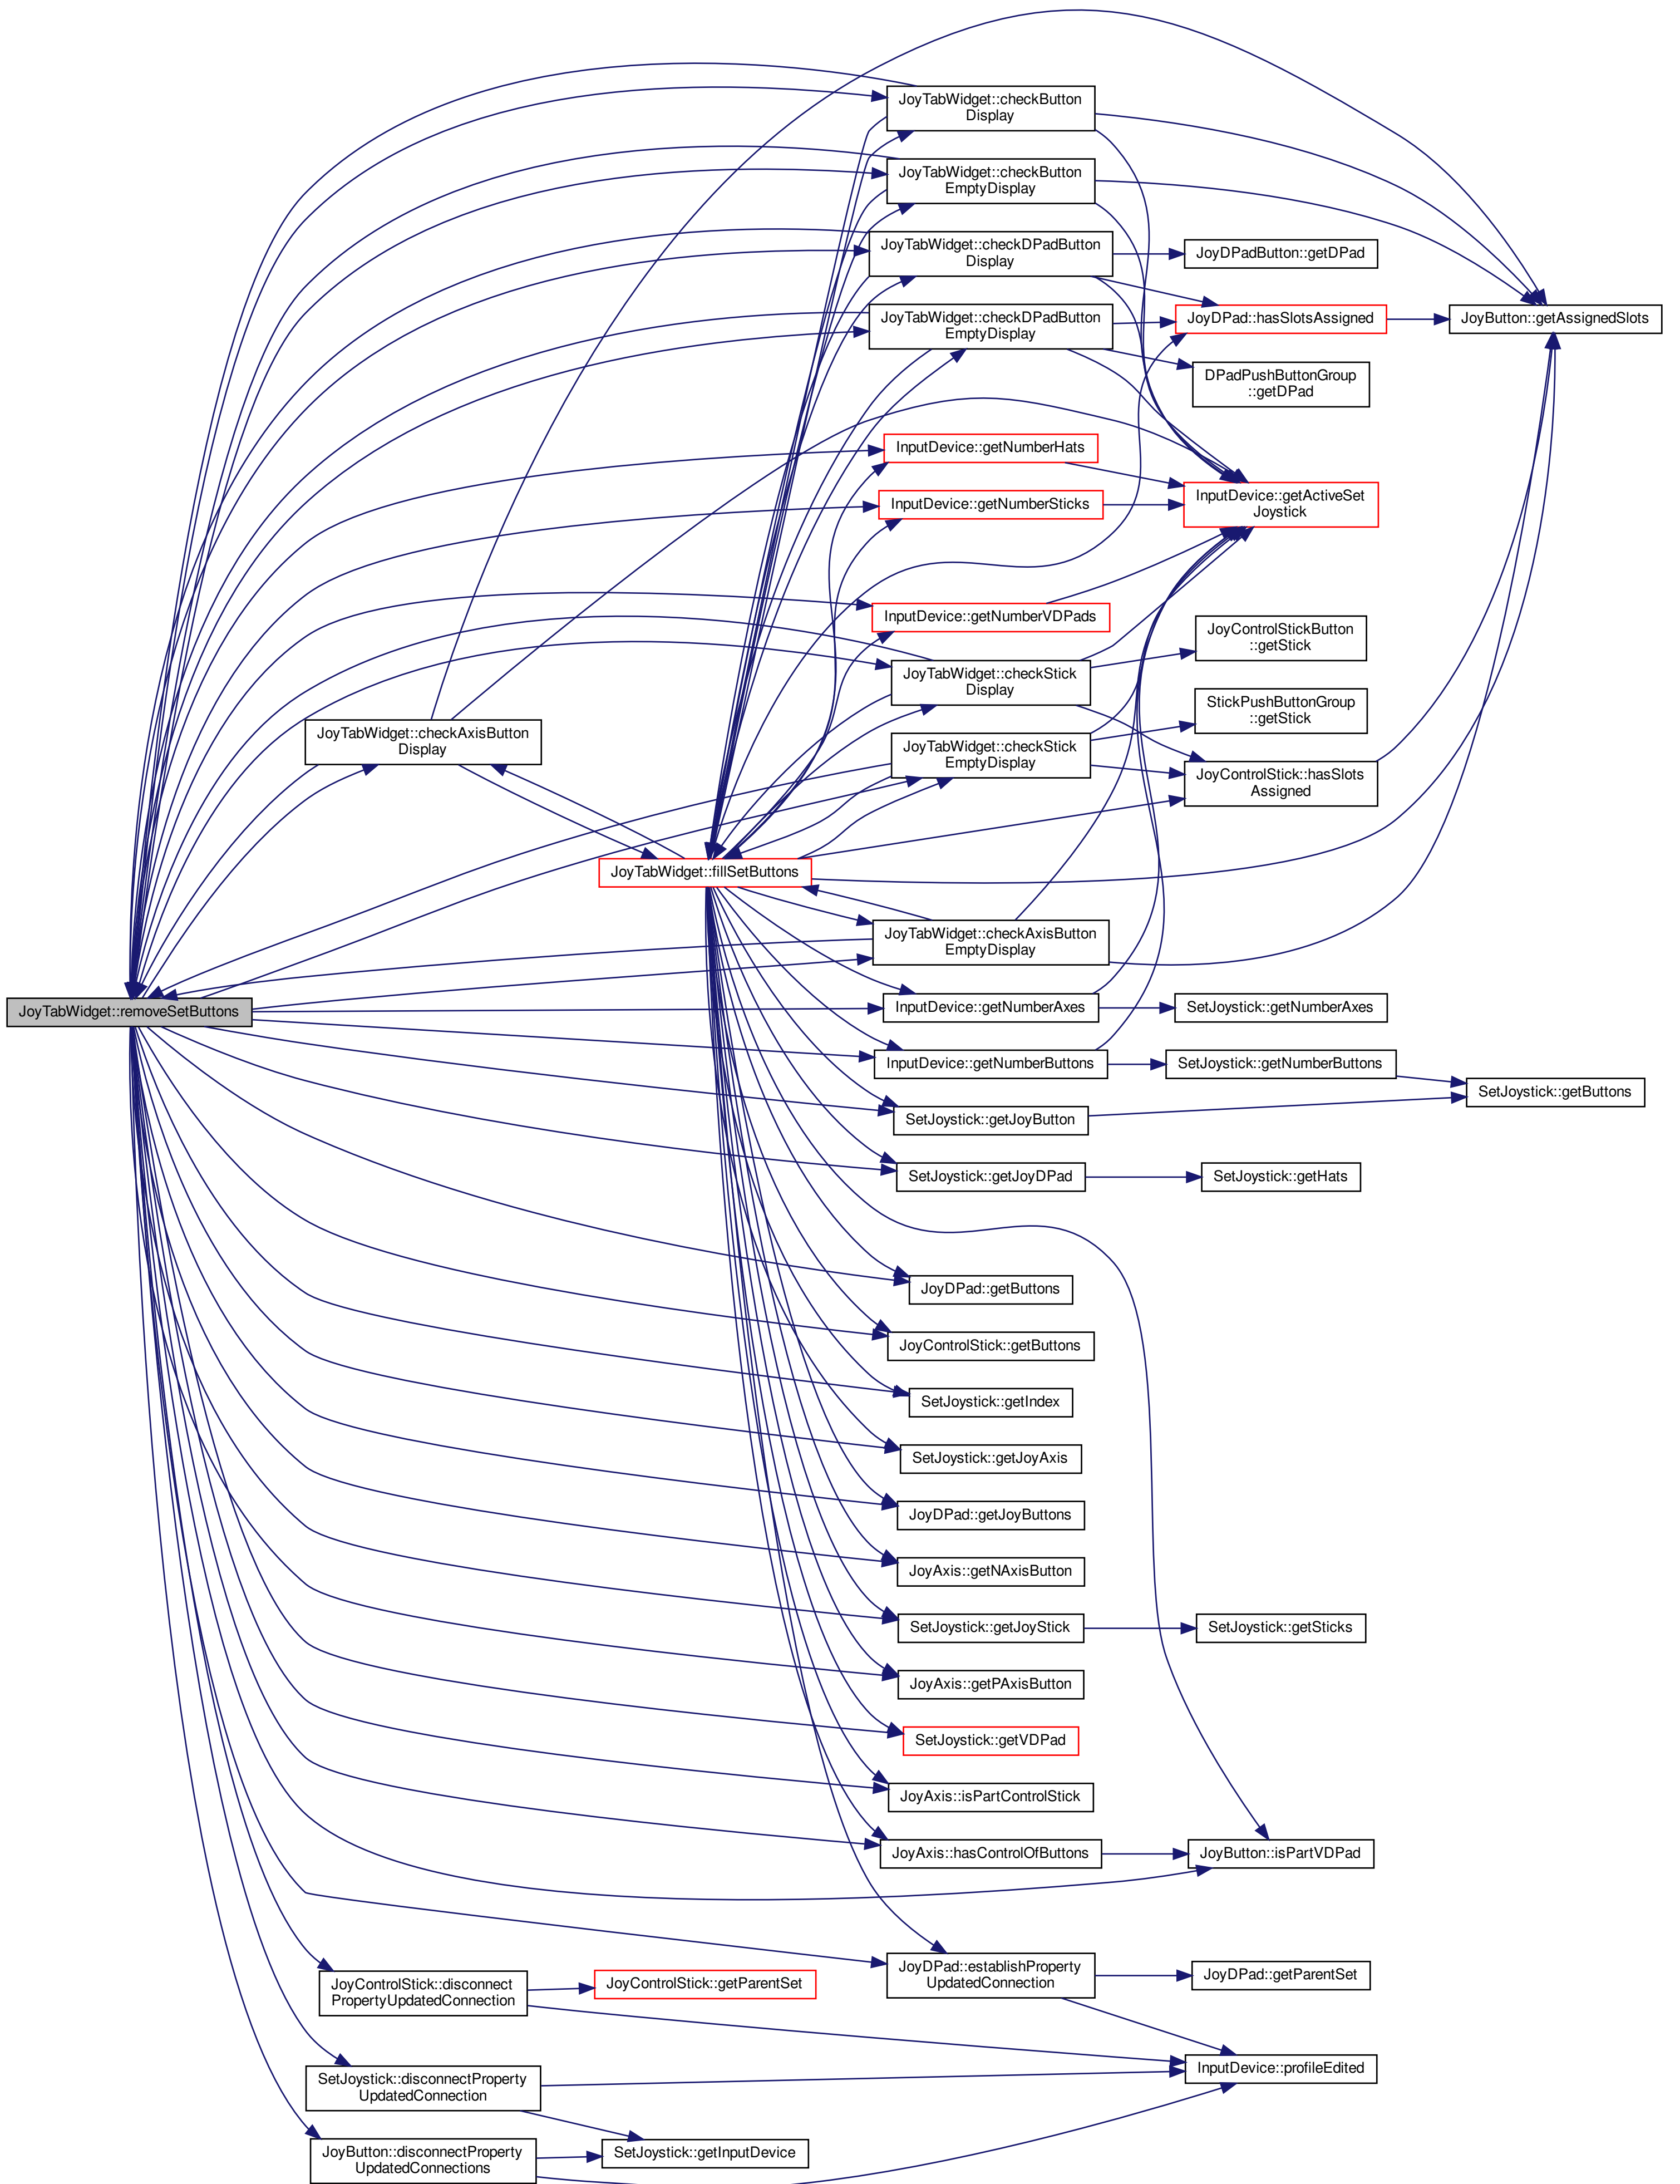 JoyTabWidget::checkButton
Display
JoyTabWidget::checkButton
EmptyDisplay
JoyTabWidget::checkDPadButton
Display
JoyDPadButton::getDPad
JoyTabWidget::checkDPadButton
EmptyDisplay
JoyDPad::hasSlotsAssigned
JoyButton::getAssignedSlots
DPadPushButtonGroup
::getDPad
InputDevice::getNumberHats
InputDevice::getNumberSticks
InputDevice::getActiveSet
Joystick
InputDevice::getNumberVDPads
JoyControlStickButton
::getStick
JoyTabWidget::checkStick
Display
StickPushButtonGroup
::getStick
JoyTabWidget::checkAxisButton
Display
JoyTabWidget::checkStick
EmptyDisplay
JoyControlStick::hasSlots
Assigned
JoyTabWidget::fillSetButtons
JoyTabWidget::checkAxisButton
EmptyDisplay
JoyTabWidget::removeSetButtons
InputDevice::getNumberAxes
SetJoystick::getNumberAxes
InputDevice::getNumberButtons
SetJoystick::getNumberButtons
SetJoystick::getButtons
SetJoystick::getJoyButton
SetJoystick::getJoyDPad
SetJoystick::getHats
JoyDPad::getButtons
JoyControlStick::getButtons
SetJoystick::getIndex
SetJoystick::getJoyAxis
JoyDPad::getJoyButtons
JoyAxis::getNAxisButton
SetJoystick::getJoyStick
SetJoystick::getSticks
JoyAxis::getPAxisButton
SetJoystick::getVDPad
JoyAxis::isPartControlStick
JoyAxis::hasControlOfButtons
JoyButton::isPartVDPad
JoyDPad::establishProperty
UpdatedConnection
JoyDPad::getParentSet
JoyControlStick::disconnect
PropertyUpdatedConnection
JoyControlStick::getParentSet
InputDevice::profileEdited
SetJoystick::disconnectProperty
UpdatedConnection
JoyButton::disconnectProperty
UpdatedConnections
SetJoystick::getInputDevice